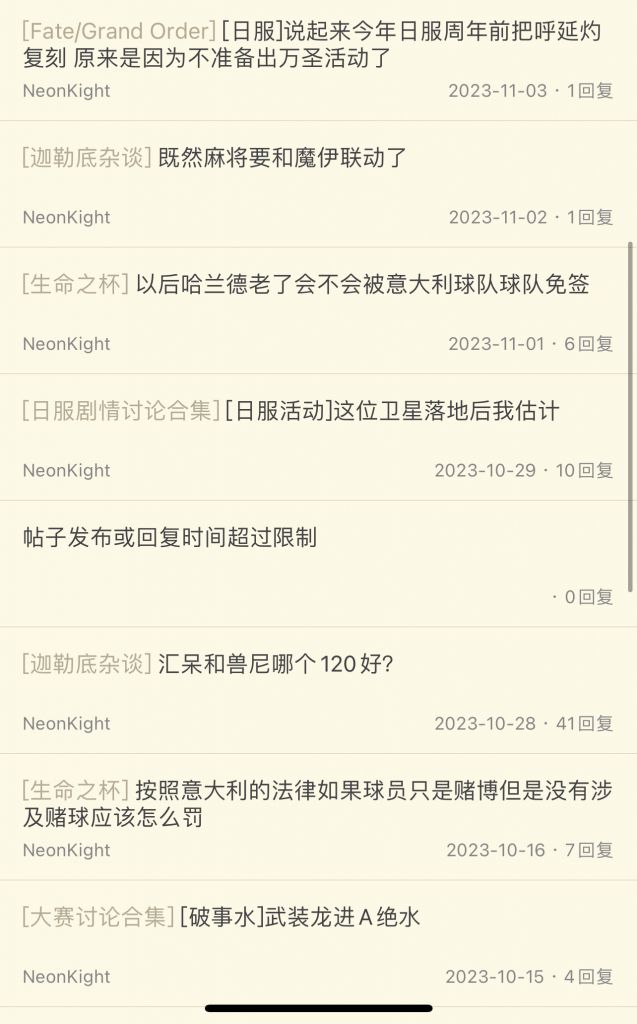 [Fate/Grand Order] [日服]说起来今年日服周年前把呼延灼
复刻 原来是因为不准备出万圣活动了
NeonKight 2023-11-03 · 1回复
[迦勒底杂谈] 既然麻将要和魔伊联动了
NeonKight 2023-11-02 · 1回复
[生命之杯] 以后哈兰德老了会不会被意大利球队球队免签
NeonKight 2023-11-01 · 6回复
[日服剧情讨论合集] [日服活动]这位卫星落地后我估计
NeonKight 2023-10-29 · 10回复
帖子发布或回复时间超过限制
· 0回复
[迦勒底杂谈] 汇呆和兽尼哪个120好?
NeonKight 2023-10-28 · 41回复
[生命之杯] 按照意大利的法律如果球员只是赌博但是没有涉
及赌球应该怎么罚
NeonKight 2023-10-16 · 7回复
[大赛讨论合集] [破事水]武装龙进A绝水
NeonKight 2023-10-15 · 4回复